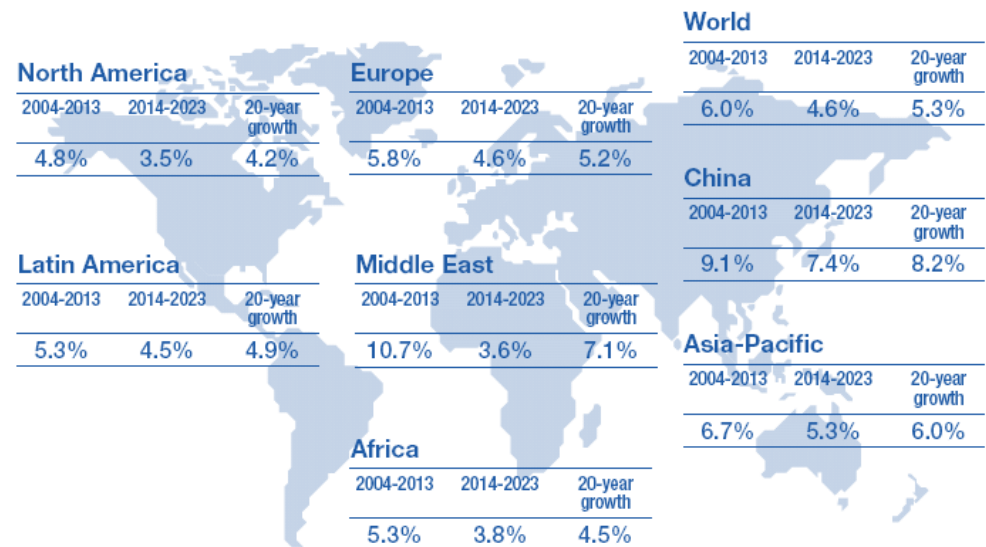 World
2004-2013 2014-2023 20-year
growth
6.0% 4.6% 5.3%
North America
2004-2013 2014-2023 20-year
growth
4.8% 3.5% 4.2%
Europe
2004-2013 2014-2023 20-year
growth
5.8% 4.6% 5.2%
China
2004-2013 2014-2023 20-year
growth
9.1% 7.4% 8.2%
Latin America
2004-2013 2014-2023 20-year
growth
5.3% 4.5% 4.9%
Middle East
2004-2013 2014-2023 20-year
growth
10.7% 3.6% 7.1%
Asia-Pacific
2004-2013 2014-2023 20-year
growth
6.7% 5.3% 6.0%
Africa
2004-2013 2014-2023 20-year
growth
5.3% 3.8% 4.5%